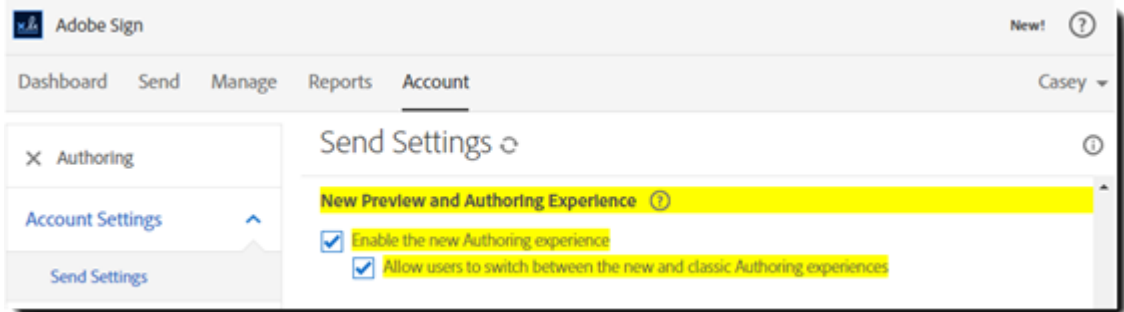 Adobe Sign
New!
Dashboard Send Manage Reports Account
Casey
Authoring
Send Settings
New Preview and Authoring Experience
Account Settings
Enable the new Authoring experience
Allow users to switch between the new and classic Authoring experiences
Send Settings